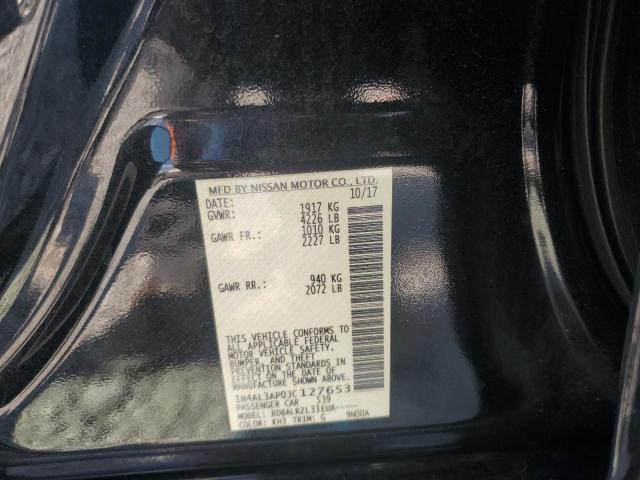 MFD BY NISSAN MOTOR CO., LTD.
DATE: 10/17
GVWR: 1917 KG
4226 LB
GAWR FR.: 1010 KG
2227 LB
GAWR RR.: 940 KG
2072 LB
THIS VEHICLE CONFORMS TO
ALL APPLICABLE FEDERAL
MOTOR VEHICLE SAFETY,
BUMPER, AND THEFT
PREVENTION STANDARDS IN
EFFECT ON THE DATE OF
MANUFACTURE SHOWN ABOVE.
1N4AL3AP0JC127653
PASSENGER CAR 539
MODEL: BDBALRZL33EUA-----
COLOR: KH3 TRIM: G 9N00A